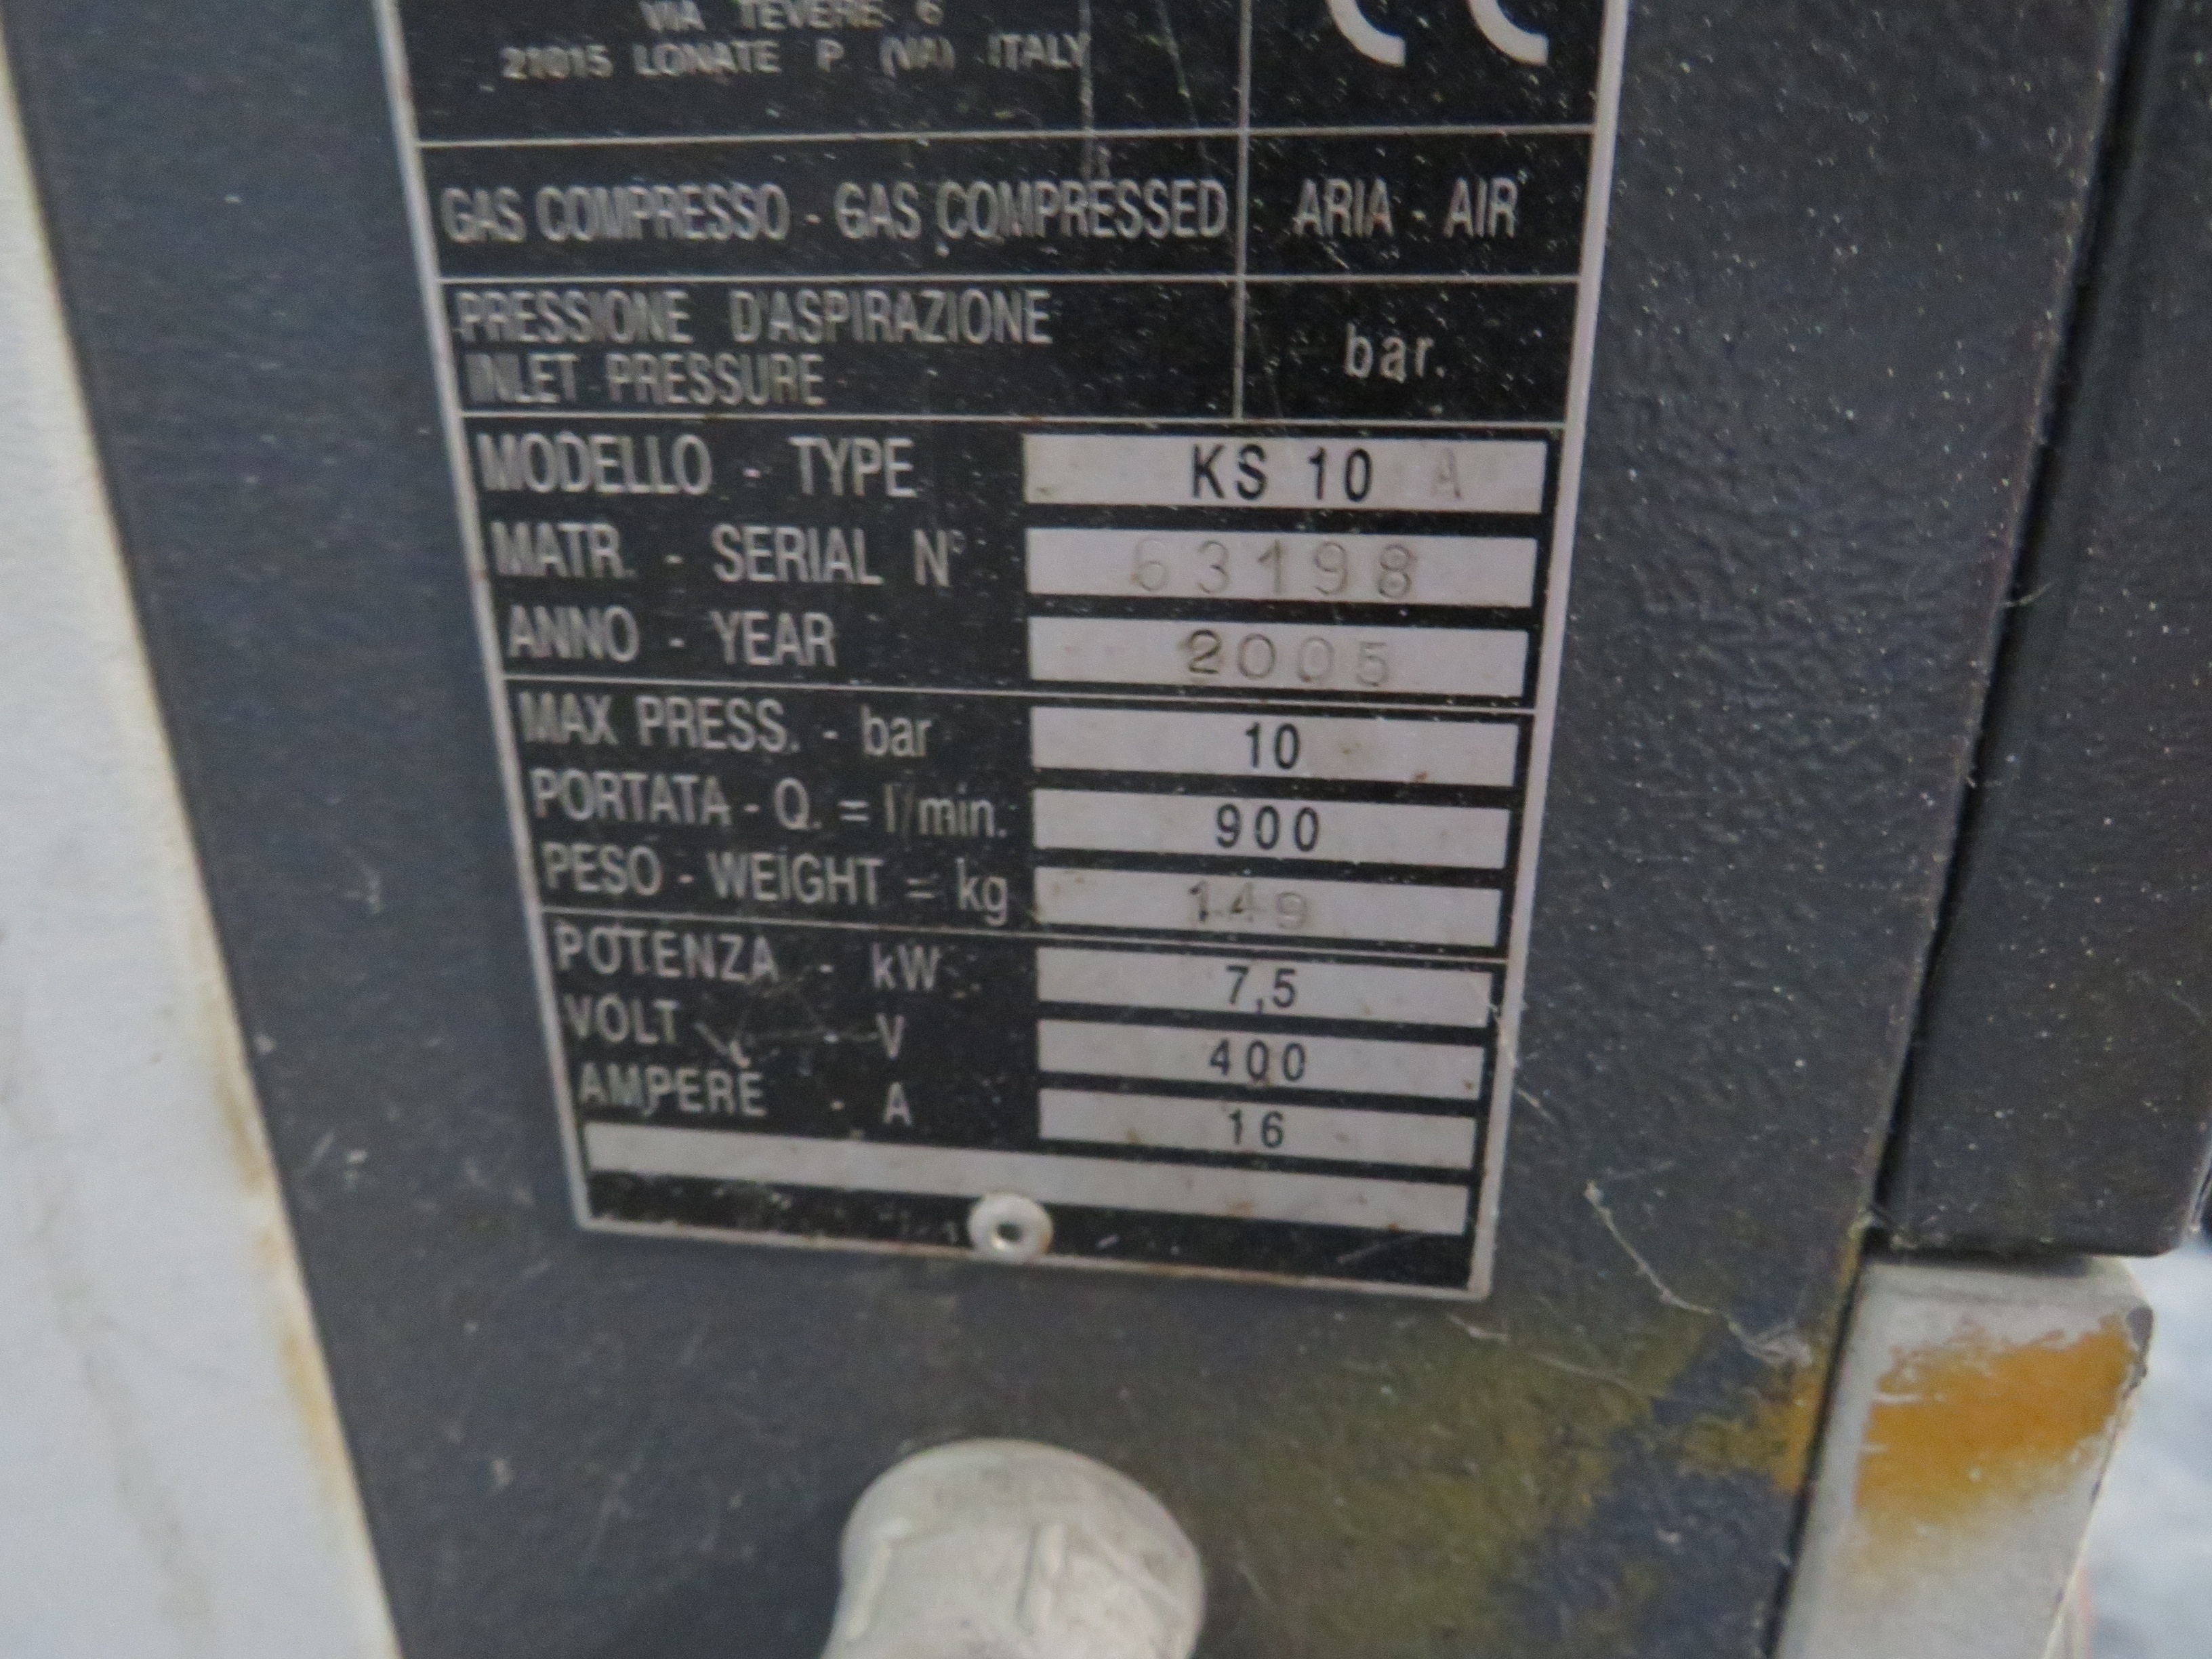 VIA TEVERE 6
21015 LONATE P (VA) ITALY
CE
GAS COMPRESSO - GAS COMPRESSED ARIA - AIR
PRESSIONE D'ASPIRAZIONE
INLET PRESSURE
bar.
MODELLO - TYPE KS 10 A
MATR. - SERIAL N° 63198
ANNO - YEAR 2005
MAX PRESS. - bar 10
PORTATA - Q. = l/min. 900
PESO - WEIGHT = kg 149
POTENZA - kW 7,5
VOLT - V 400
AMPERE - A 16